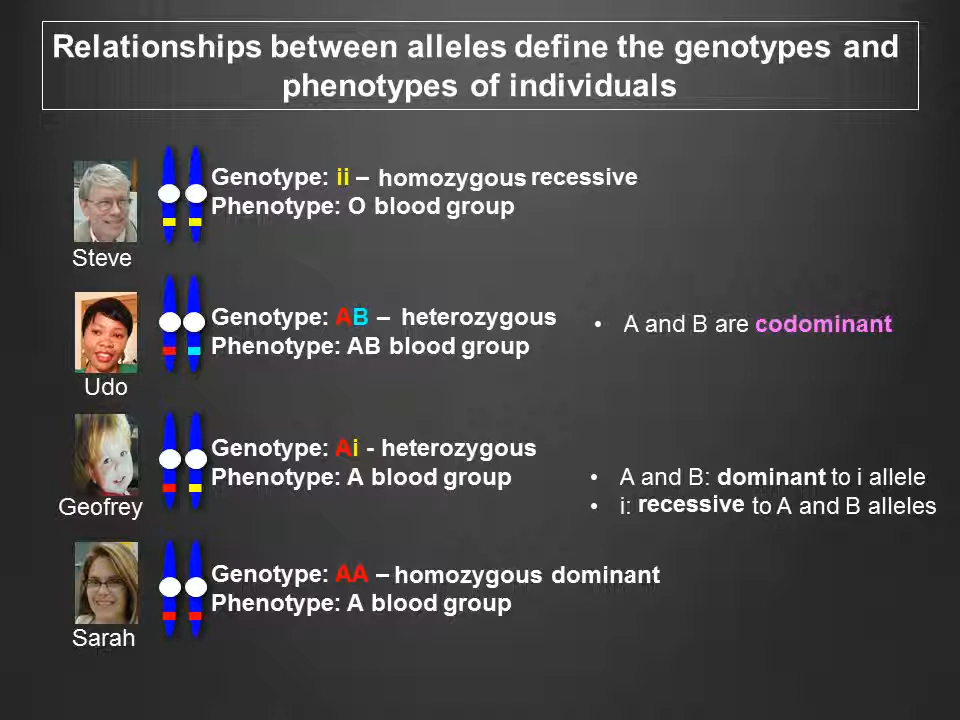 Relationships between alleles define the genotypes and
phenotypes of individuals
Genotype: ii – homozygous recessive
Phenotype: O blood group
Steve
Genotype: AB – heterozygous
Phenotype: AB blood group
• A and B are codominant
Udo
Genotype: Ai - heterozygous
Phenotype: A blood group
• A and B: dominant to i allele
• i: recessive to A and B alleles
Geofrey
Genotype: AA – homozygous dominant
Phenotype: A blood group
Sarah